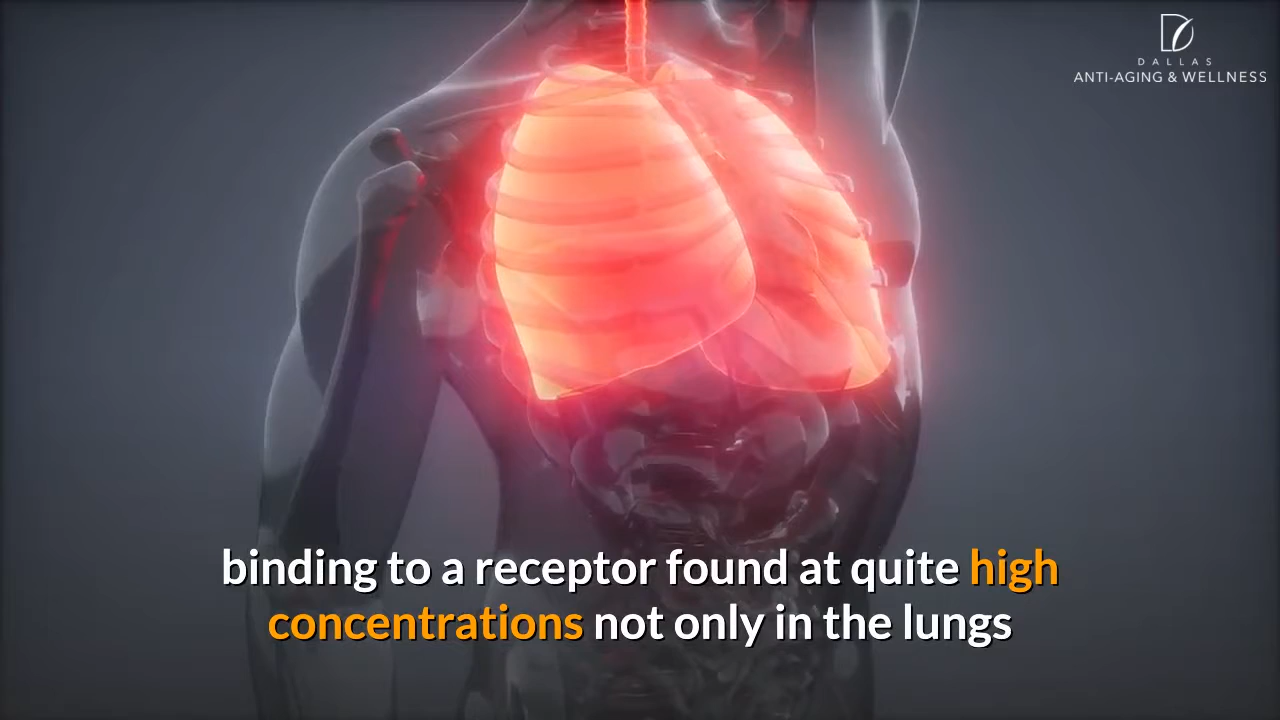 DALLAS
ANTI-AGING & WELLNESS
binding to a receptor found at quite high
concentrations not only in the lungs